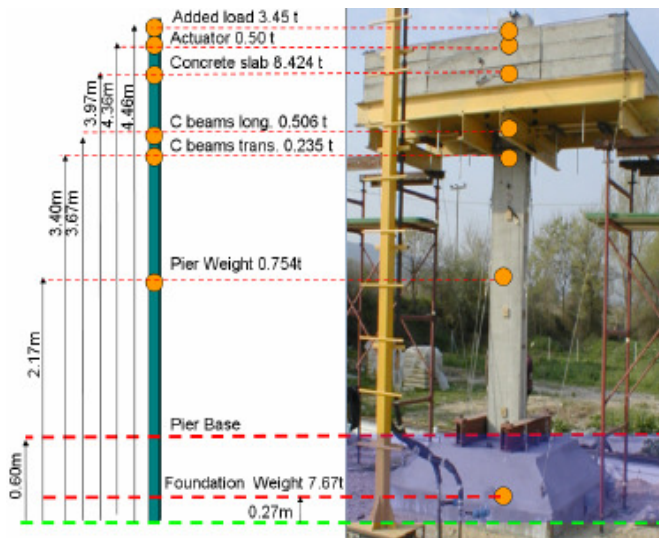 Added load 3.45 t
Actuator 0.50 t
Concrete slab 8.424 t
C beams long. 0.506 t
C beams trans. 0.235 t
Pier Weight 0.754t
Pier Base
Foundation Weight 7.67t
0.27m
0.60m
2.17m
3.40m
3.67m
3.97m
4.36m
4.46m